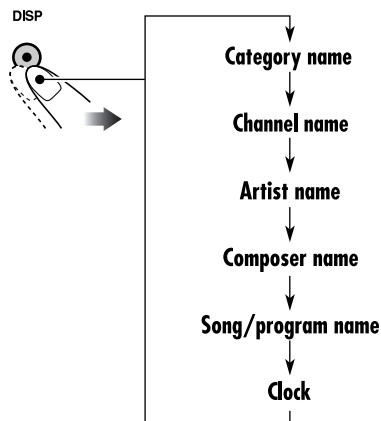 DISP
Category name
Channel name
Artist name
Composer name
Song/program name
Clock